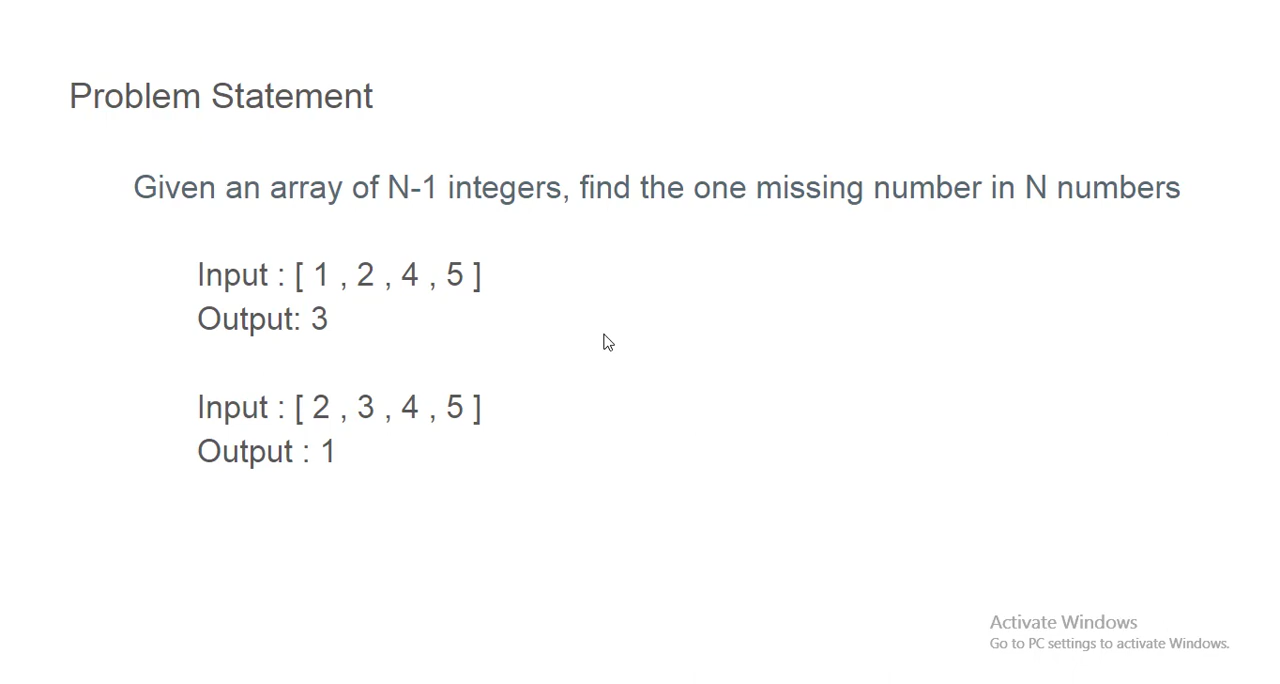 Problem Statement
Given an array of N-1 integers, find the one missing number in N numbers
Input : [ 1 , 2 , 4 , 5 ]
Output: 3
Input : [ 2 , 3 , 4 , 5 ]
Output : 1
Activate Windows
Go to PC settings to activate Windows.